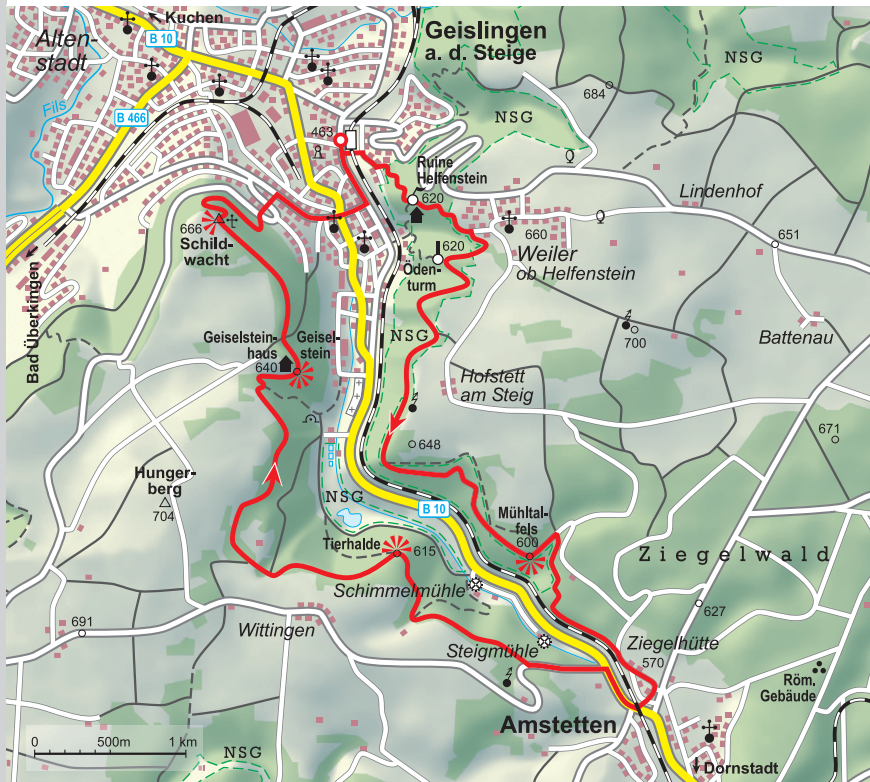 Kuchen
Alten-
stadt
B 10
Geislingen
a. d. Steige
NSG
684
Fils
B 466
NSG
463
Ruine
Helfenstein
620
Lindenhof
666
Schild-
wacht
660
620
Weiler
ob Helfenstein
651
Öden-
turm
Bad Überkingen
NSG
700
Battenau
Geiselstein-
haus
640
Geisel-
stein
Hofstett
am Steig
671
648
Hunger-
berg
704
NSG
B 10
Mühltal-
fels
600
Tierhalde
615
Ziegelwald
Schimmelmühle
627
691
Wittingen
Steigmühle
Ziegelhütte
570
Röm.
Gebäude
Amstetten
0 500m 1 km
NSG
Dornstadt